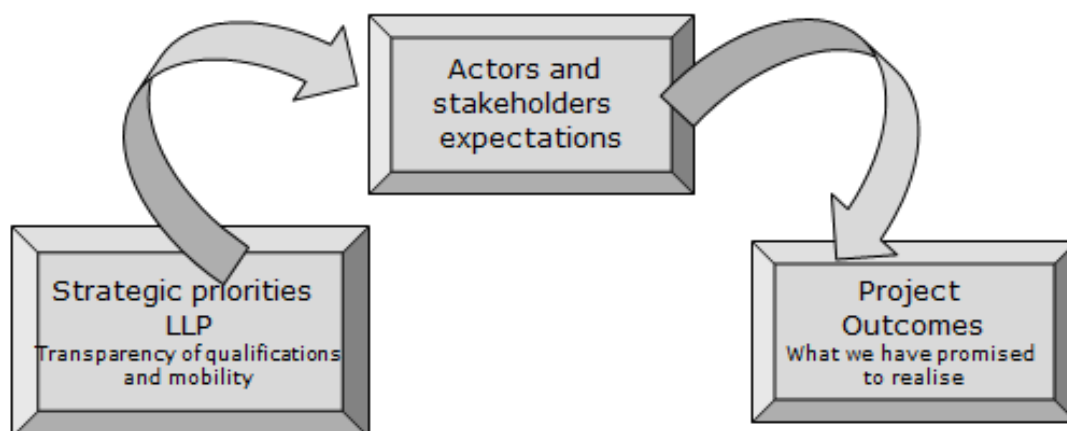 Strategic priorities
LLP
Transparency of qualifications
and mobility
Actors and
stakeholders
expectations
Project
Outcomes
What we have promised
to realise